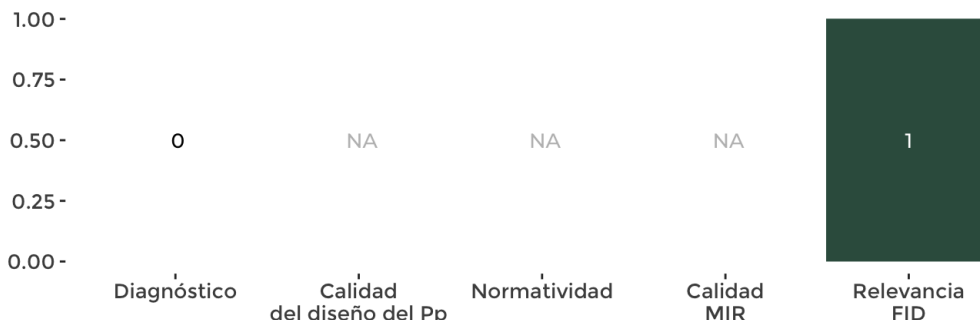 1.00
0.75
0.50
0.25
0.00
0 NA NA NA 1
Diagnóstico Calidad Normatividad Calidad Relevancia
del diseño del Pp MIR FID